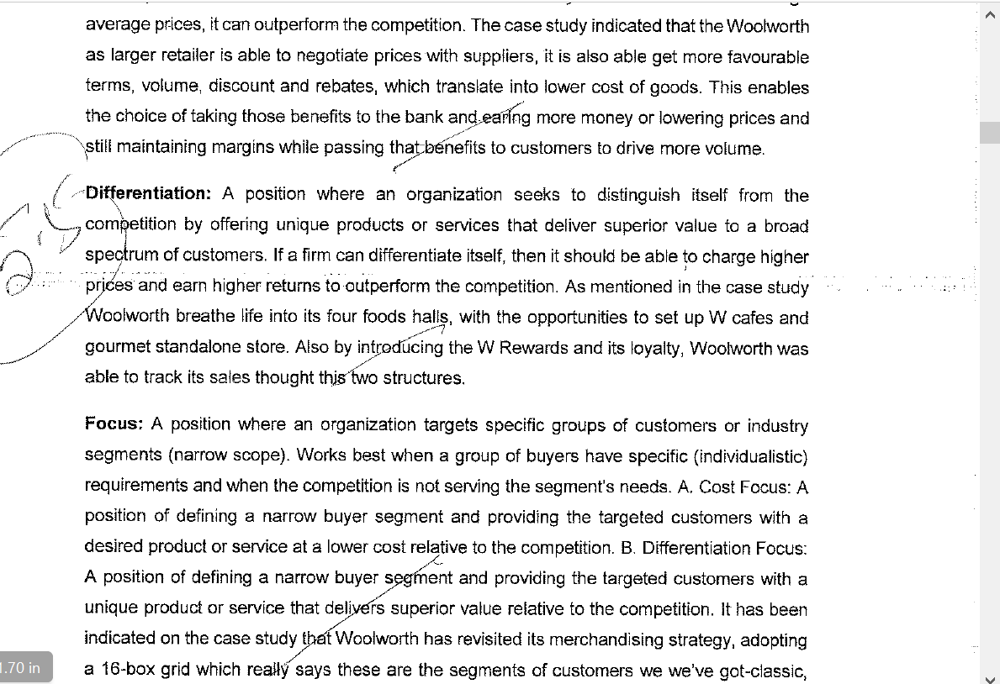 average prices, it can outperform the competition. The case study indicated that the Woolworth
as larger retailer is able to negotiate prices with suppliers, it is also able get more favourable
terms, volume, discount and rebates, which translate into lower cost of goods. This enables
the choice of taking those benefits to the bank and earing more money or lowering prices and
still maintaining margins while passing that benefits to customers to drive more volume.
Differentiation: A position where an organization seeks to distinguish itself from the
competition by offering unique products or services that deliver superior value to a broad
spectrum of customers. If a firm can differentiate itself, then it should be able to charge higher
prices and earn higher returns to outperform the competition. As mentioned in the case study
Woolworth breathe life into its four foods halls, with the opportunities to set up W cafes and
gourmet standalone store. Also by introducing the W Rewards and its loyalty, Woolworth was
able to track its sales thought this two structures.
Focus: A position where an organization targets specific groups of customers or industry
segments (narrow scope). Works best when a group of buyers have specific (individualistic)
requirements and when the competition is not serving the segment's needs. A. Cost Focus: A
position of defining a narrow buyer segment and providing the targeted customers with a
desired product or service at a lower cost relative to the competition. B. Differentiation Focus:
A position of defining a narrow buyer segment and providing the targeted customers with a
unique product or service that delivers superior value relative to the competition. It has been
indicated on the case study that Woolworth has revisited its merchandising strategy, adopting
a 16-box grid which really says these are the segments of customers we we've got-classic,
.70 in